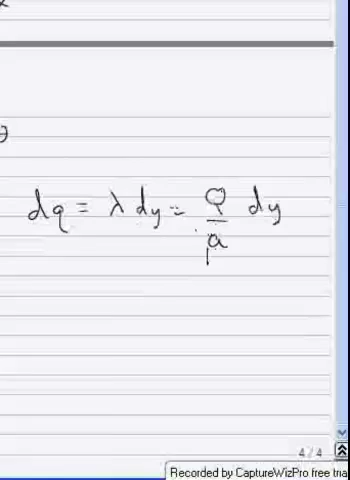 dq = λ dy = Q/a dy
4 / 4
Recorded by CaptureWizPro free tria